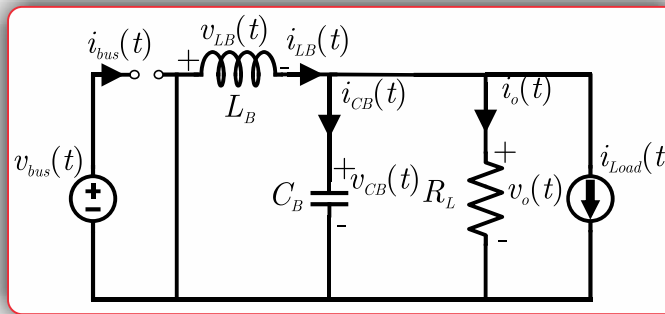 i_bus(t)
v_LB(t)
i_LB(t)
+
-
L_B
i_CB(t)
i_o(t)
v_bus(t)
+
-
C_B
+
v_CB(t)
-
R_L
+
v_o(t)
-
i_Load(t